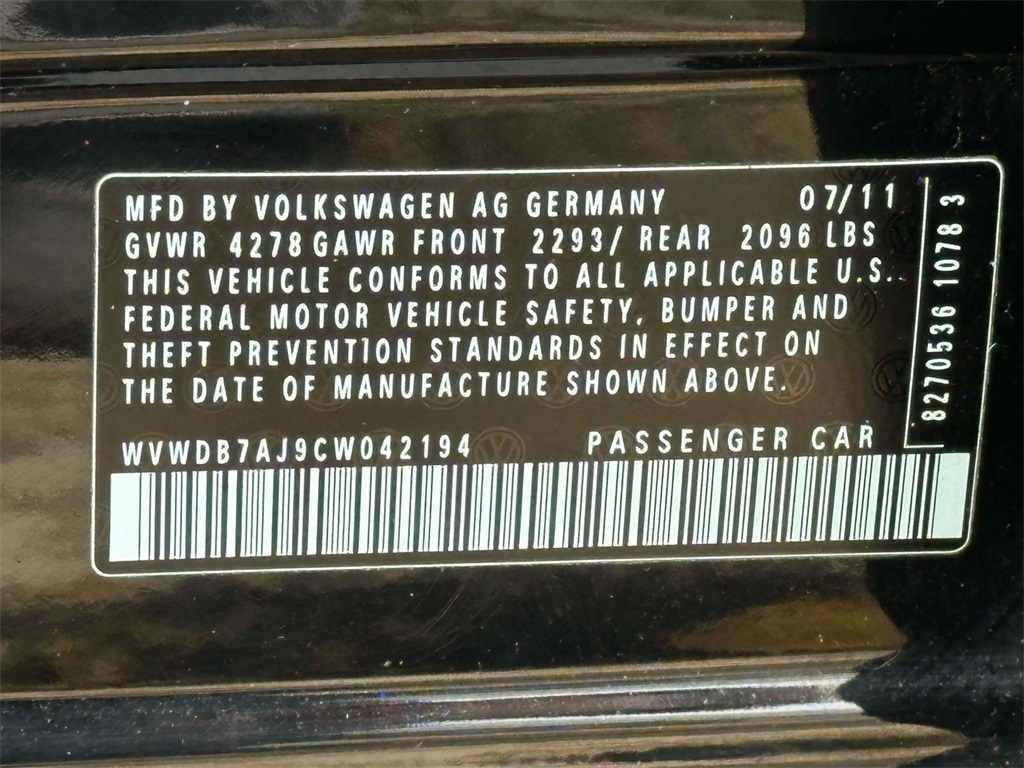 MFD BY VOLKSWAGEN AG GERMANY 07/11
GVWR 4278 GAWR FRONT 2293/ REAR 2096 LBS
THIS VEHICLE CONFORMS TO ALL APPLICABLE U.S.
FEDERAL MOTOR VEHICLE SAFETY, BUMPER AND
THEFT PREVENTION STANDARDS IN EFFECT ON
THE DATE OF MANUFACTURE SHOWN ABOVE.
WVWDB7AJ9CW042194 PASSENGER CAR
8270536 1078 3